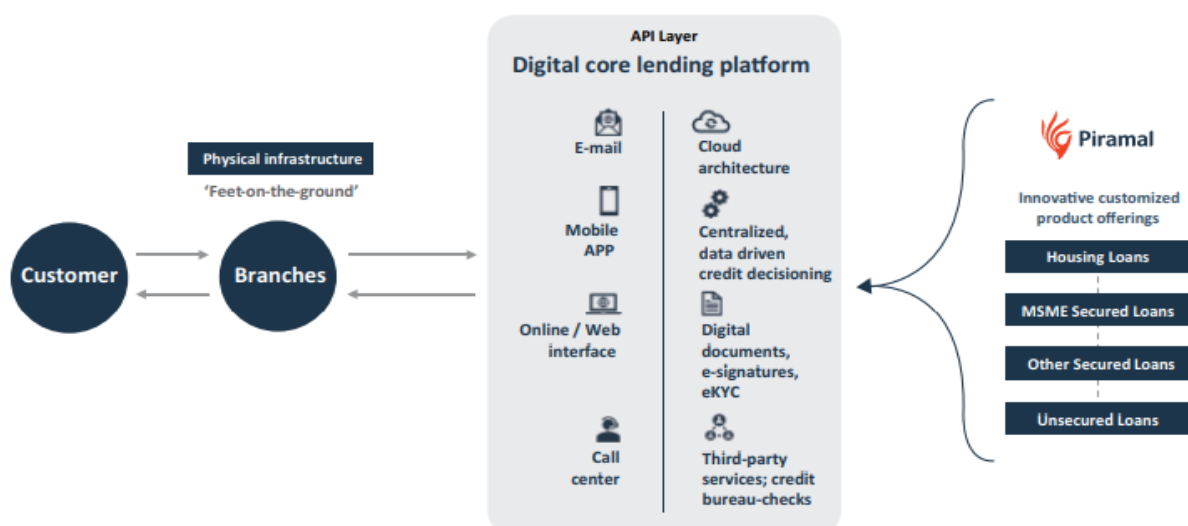 Customer
Physical infrastructure
‘Feet-on-the-ground’
Branches
API Layer
Digital core lending platform
E-mail
Mobile
APP
Online / Web
interface
Call
center
Cloud
architecture
Centralized,
data driven
credit decisioning
Digital
documents,
e-signatures,
eKYC
Third-party
services; credit
bureau-checks
Piramal
Innovative customized
product offerings
Housing Loans
MSME Secured Loans
Other Secured Loans
Unsecured Loans